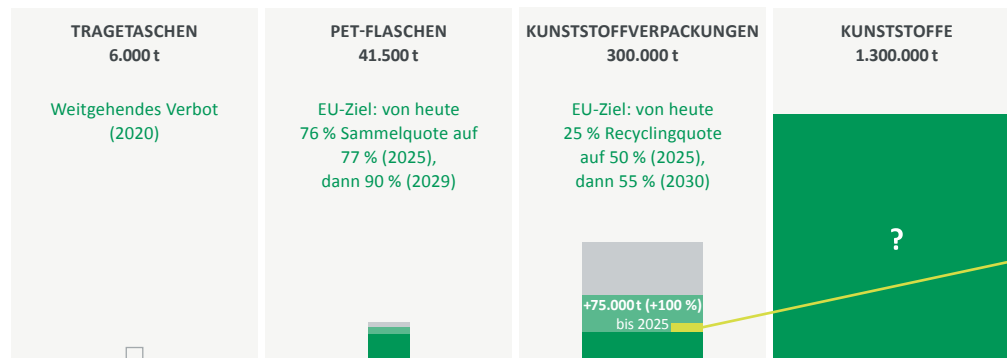 TRAGETASCHEN
6.000 t
Weitgehendes Verbot
(2020)
PET-FLASCHEN
41.500 t
EU-Ziel: von heute
76 % Sammelquote auf
77 % (2025),
dann 90 % (2029)
KUNSTSTOFFVERPACKUNGEN
300.000 t
EU-Ziel: von heute
25 % Recyclingquote
auf 50 % (2025),
dann 55 % (2030)
+75.000 t (+100 %)
bis 2025
KUNSTSTOFFE
1.300.000 t
?